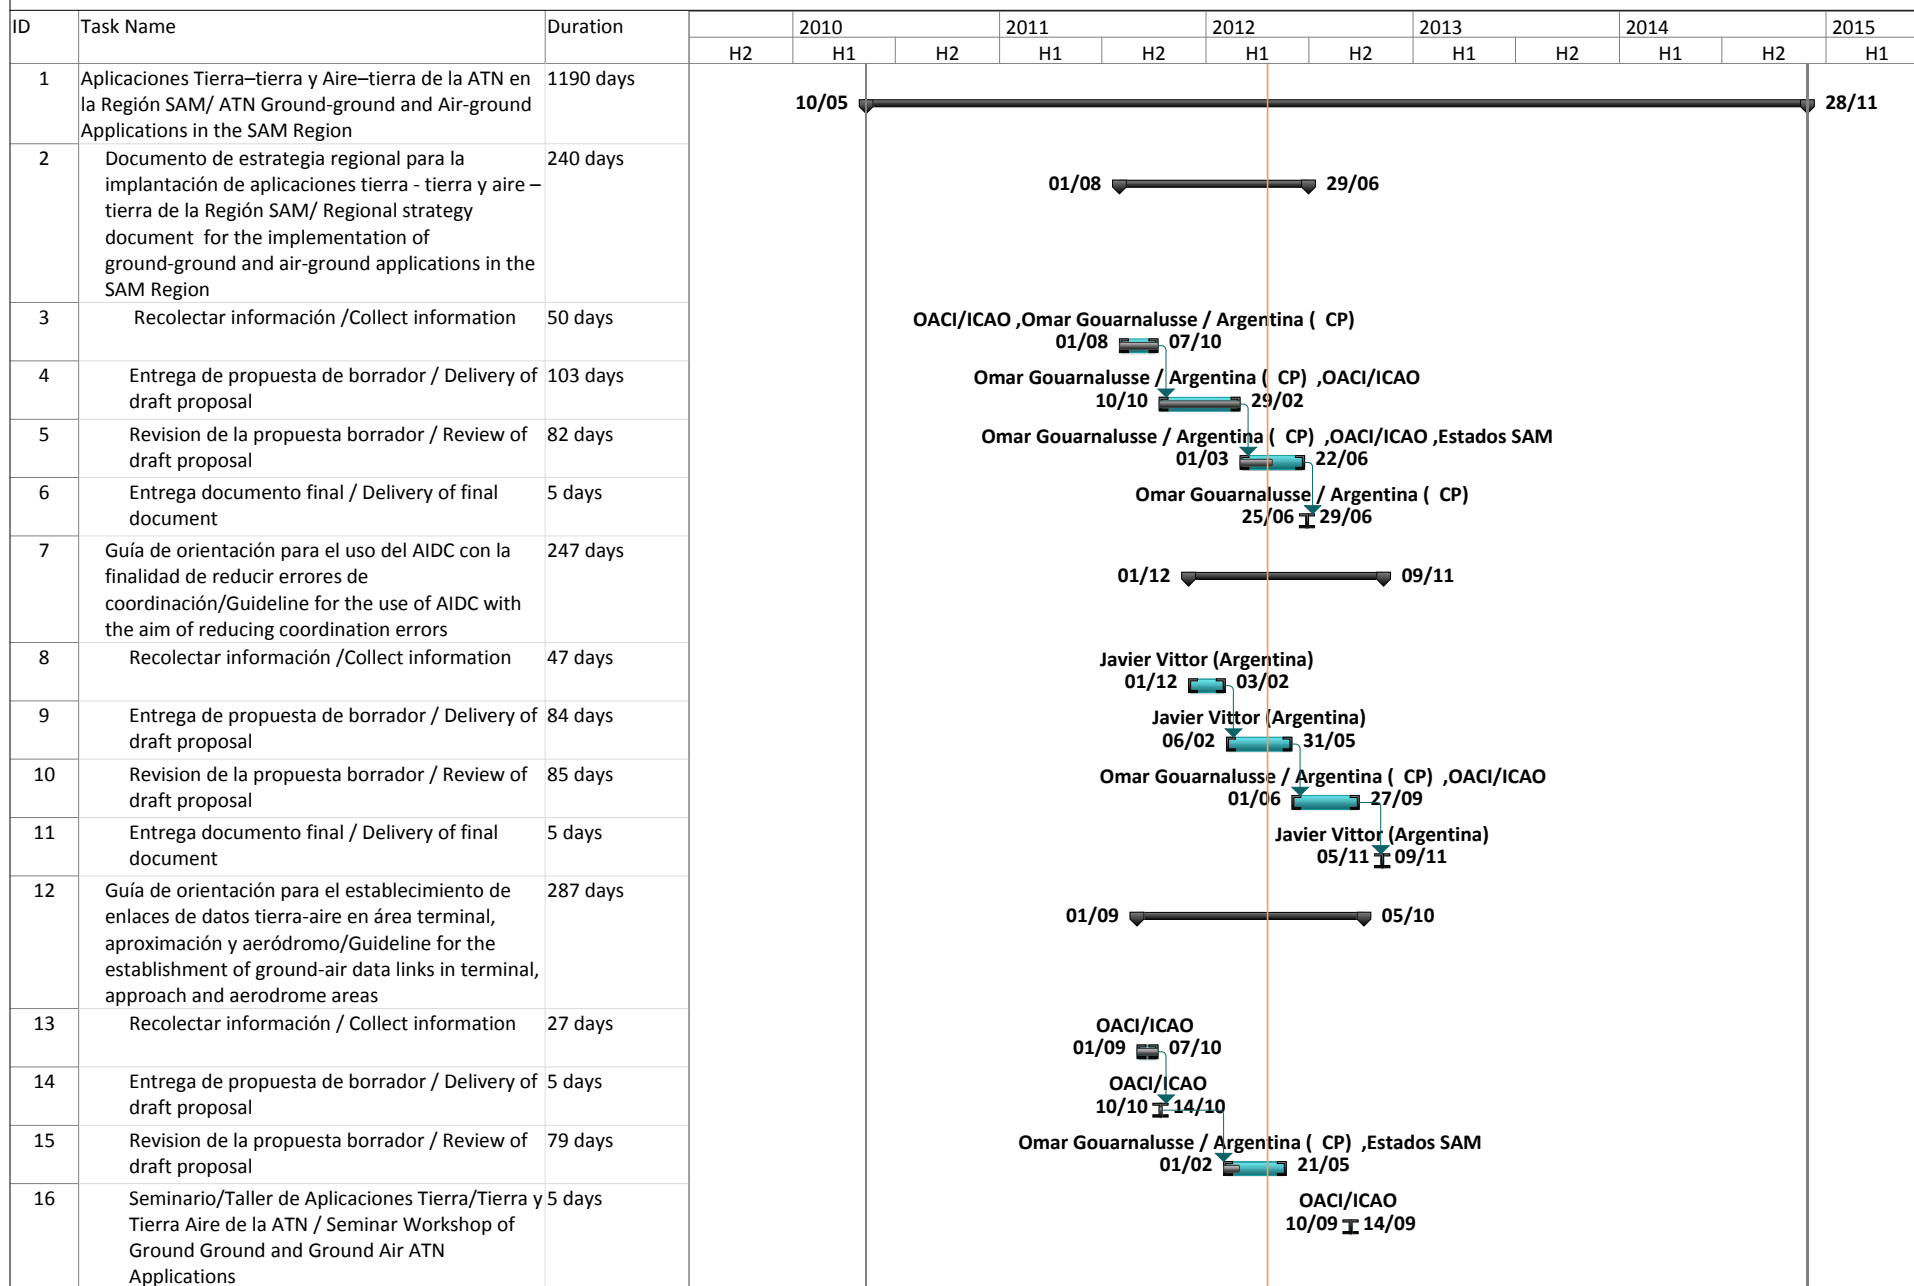 ID Task Name Duration 2010 2011 2012 2013 2014 2015
H2 H1 H2 H1 H2 H1 H2 H1 H2 H1 H2 H1
1 Aplicaciones Tierra–tierra y Aire–tierra de la ATN en 1190 days
la Región SAM/ ATN Ground-ground and Air-ground
Applications in the SAM Region
10/05 28/11
2 Documento de estrategia regional para la 240 days
implantación de aplicaciones tierra - tierra y aire –
tierra de la Región SAM/ Regional strategy
document for the implementation of
ground-ground and air-ground applications in the
SAM Region
01/08 29/06
3 Recolectar información /Collect information 50 days
OACI/ICAO ,Omar Gouarnalusse / Argentina ( CP)
01/08 07/10
4 Entrega de propuesta de borrador / Delivery of 103 days
draft proposal
Omar Gouarnalusse / Argentina ( CP) ,OACI/ICAO
10/10 29/02
5 Revision de la propuesta borrador / Review of 82 days
draft proposal
Omar Gouarnalusse / Argentina ( CP) ,OACI/ICAO ,Estados SAM
01/03 22/06
6 Entrega documento final / Delivery of final 5 days
document
Omar Gouarnalusse / Argentina ( CP)
25/06 29/06
7 Guía de orientación para el uso del AIDC con la 247 days
finalidad de reducir errores de
coordinación/Guideline for the use of AIDC with
the aim of reducing coordination errors
01/12 09/11
8 Recolectar información /Collect information 47 days
Javier Vittor (Argentina)
01/12 03/02
9 Entrega de propuesta de borrador / Delivery of 84 days
draft proposal
Javier Vittor (Argentina)
06/02 31/05
10 Revision de la propuesta borrador / Review of 85 days
draft proposal
Omar Gouarnalusse / Argentina ( CP) ,OACI/ICAO
01/06 27/09
11 Entrega documento final / Delivery of final 5 days
document
Javier Vittor (Argentina)
05/11 09/11
12 Guía de orientación para el establecimiento de 287 days
enlaces de datos tierra-aire en área terminal,
aproximación y aeródromo/Guideline for the
establishment of ground-air data links in terminal,
approach and aerodrome areas
01/09 05/10
13 Recolectar información / Collect information 27 days
OACI/ICAO
01/09 07/10
14 Entrega de propuesta de borrador / Delivery of 5 days
draft proposal
OACI/ICAO
10/10 14/10
15 Revision de la propuesta borrador / Review of 79 days
draft proposal
Omar Gouarnalusse / Argentina ( CP) ,Estados SAM
01/02 21/05
16 Seminario/Taller de Aplicaciones Tierra/Tierra y 5 days
Tierra Aire de la ATN / Seminar Workshop of
Ground Ground and Ground Air ATN
Applications
OACI/ICAO
10/09 14/09